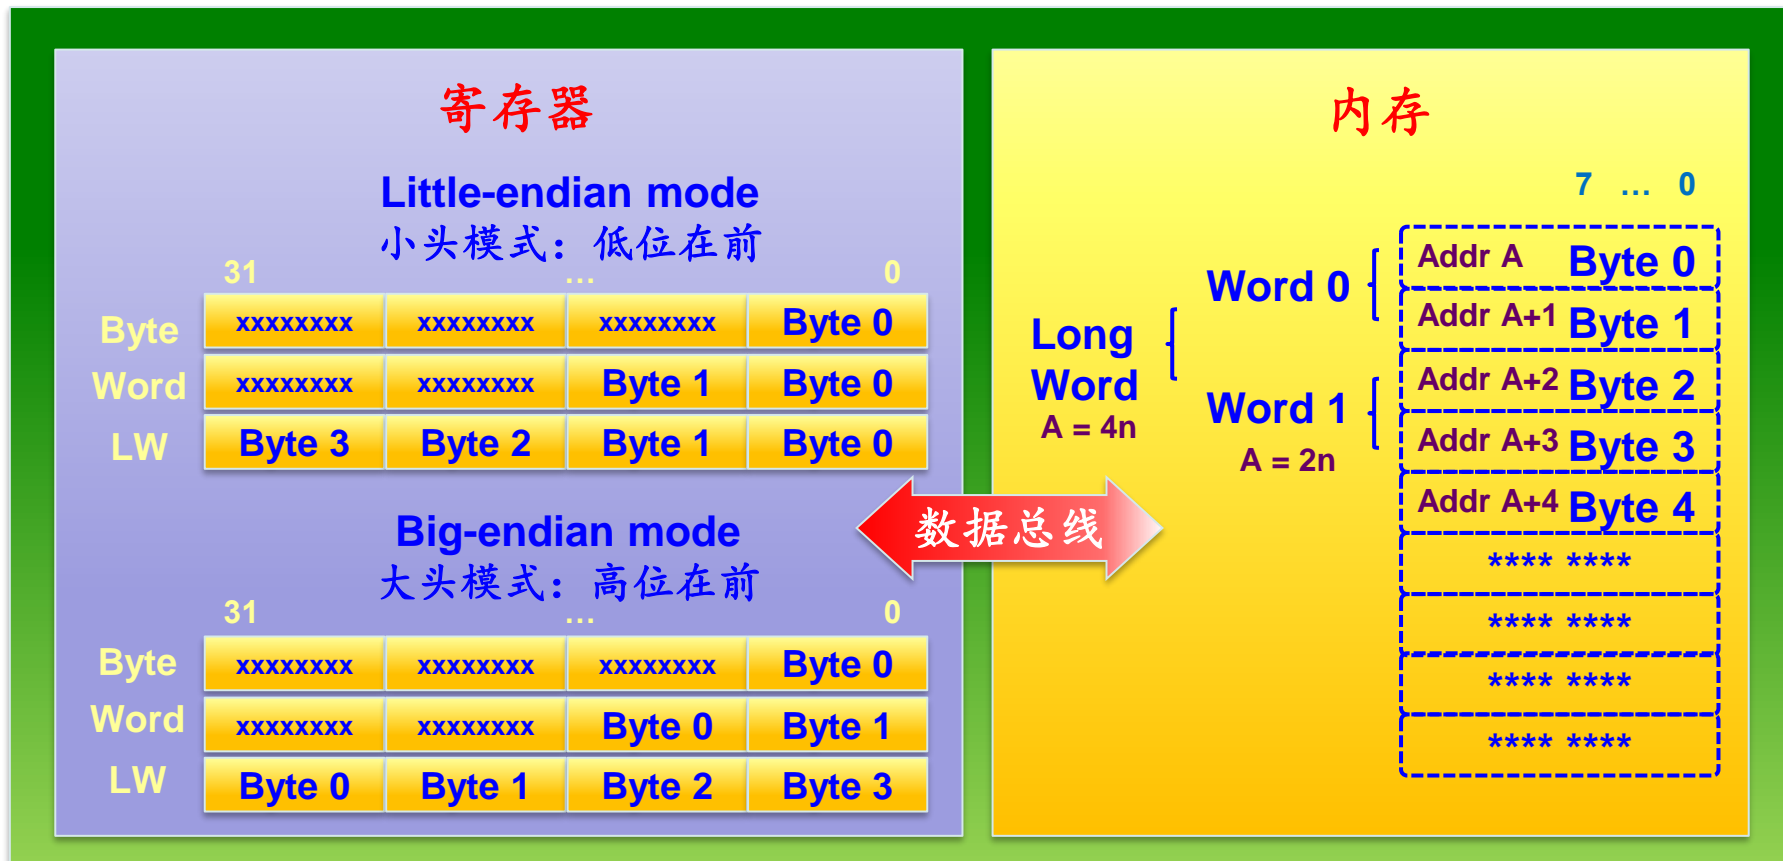 寄存器
Little-endian mode
小头模式：低位在前
31 … 0
Byte xxxxxxxx xxxxxxxx xxxxxxxx Byte 0
Word xxxxxxxx xxxxxxxx Byte 1 Byte 0
LW Byte 3 Byte 2 Byte 1 Byte 0
Big-endian mode
大头模式：高位在前
31 … 0
Byte xxxxxxxx xxxxxxxx xxxxxxxx Byte 0
Word xxxxxxxx xxxxxxxx Byte 0 Byte 1
LW Byte 0 Byte 1 Byte 2 Byte 3
数据总线
内存
7 … 0
Long
Word
A = 4n
Word 0
Word 1
A = 2n
Addr A Byte 0
Addr A+1 Byte 1
Addr A+2 Byte 2
Addr A+3 Byte 3
Addr A+4 Byte 4
**** ****
**** ****
**** ****
**** ****